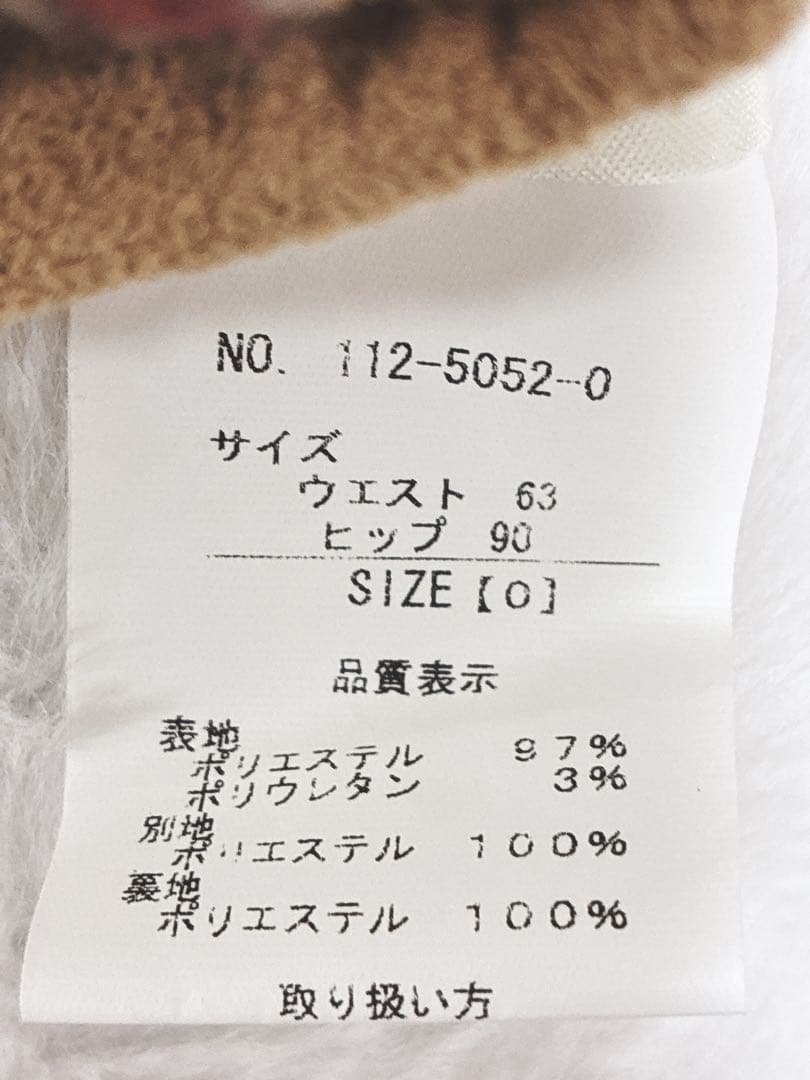 NO. 112-5052-0
サイズ
ウエスト 63
ヒップ 90
SIZE【0】
品質表示
表地
ポリエステル 97%
ポリウレタン 3%
別地
ポリエステル 100%
裏地
ポリエステル 100%
取り扱い方